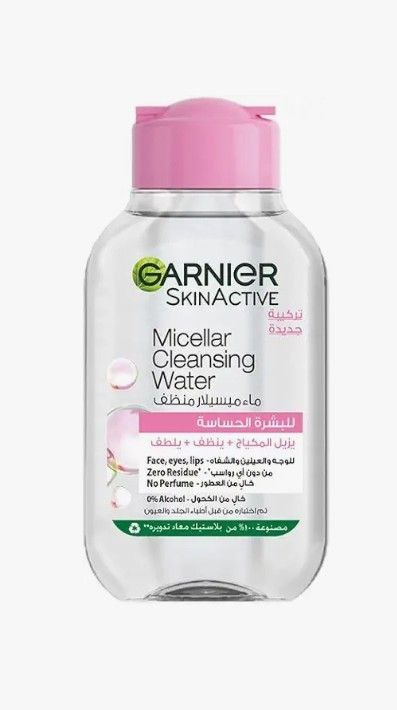 GARNIER
SKINACTIVE
تركيبة
جديدة
Micellar
Cleansing
Water
ماء ميسيلار منظف
للبشرة الحساسة
يزيل المكياج + ينظف + يلطف
Face, eyes, lips - للوجه والعينين والشفاه
Zero Residue* - من دون أي رواسب*
No Perfume - خالٍ من العطور
0% Alcohol - خالٍ من الكحول
تم اختباره من قبل أطباء الجلد والعيون
مصنوعة ١٠٠٪ من بلاستيك معاد تدويره**